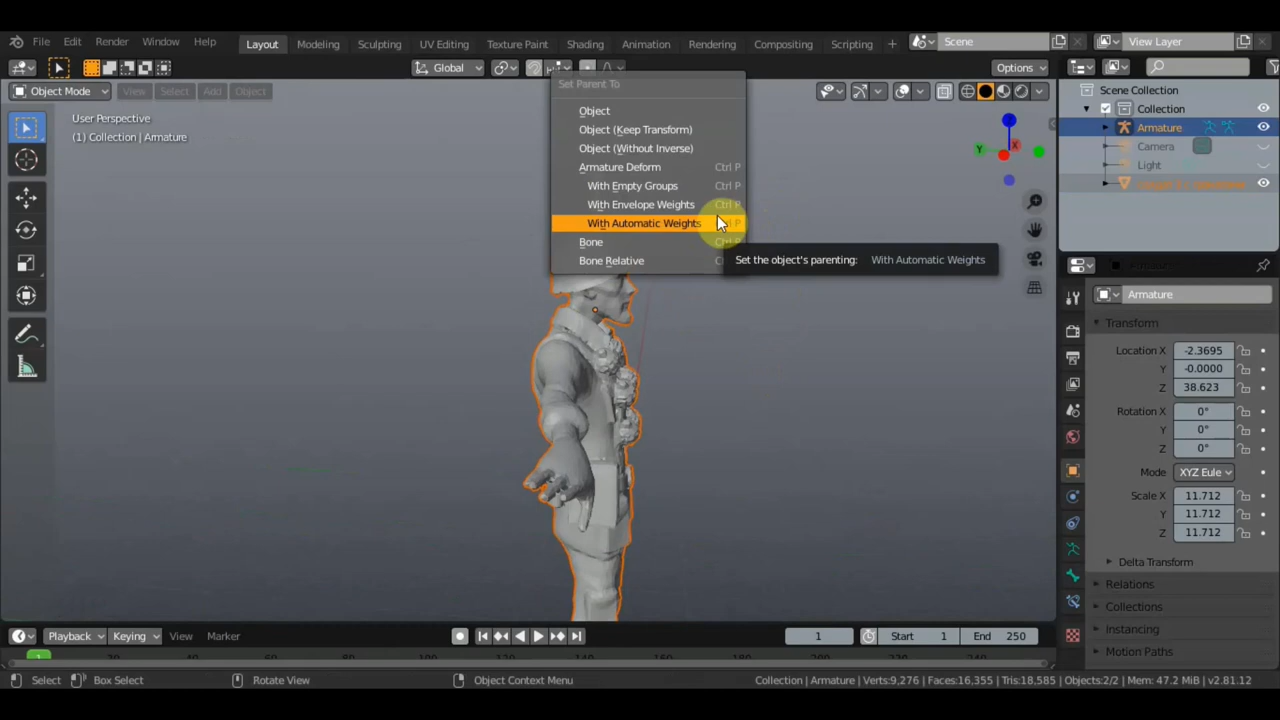 File Edit Render Window Help Layout Modeling Sculpting UV Editing Texture Paint Shading Animation Rendering Compositing Scripting + Scene View Layer
Global Options
Object Mode View Select Add Object
User Perspective
(1) Collection | Armature
Set Parent To
Object
Object (Keep Transform)
Object (Without Inverse)
Armature Deform Ctrl P
With Empty Groups Ctrl P
With Envelope Weights Ctrl P
With Automatic Weights Ctrl P
Bone
Bone Relative
Set the object's parenting: With Automatic Weights
Z
Y
X
Scene Collection
Collection
Armature
Camera
Light
Armature
Transform
Location X -2.3695
Y -0.0000
Z 38.623
Rotation X 0°
Y 0°
Z 0°
Mode XYZ Eule
Scale X 11.712
Y 11.712
Z 11.712
Delta Transform
Relations
Collections
Instancing
Motion Paths
Playback Keying View Marker 1 Start 1 End 250
1
Select Box Select Rotate View Object Context Menu Collection | Armature | Verts:9,276 | Faces:16,355 | Tris:18,585 | Objects:2/2 | Mem: 47.2 MiB | v2.81.12